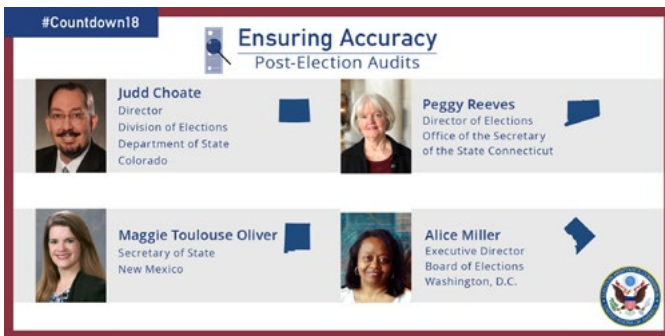 #Countdown18
Ensuring Accuracy
Post-Election Audits
Judd Choate
Director
Division of Elections
Department of State
Colorado
Peggy Reeves
Director of Elections
Office of the Secretary
of the State Connecticut
Maggie Toulouse Oliver
Secretary of State
New Mexico
Alice Miller
Executive Director
Board of Elections
Washington, D.C.